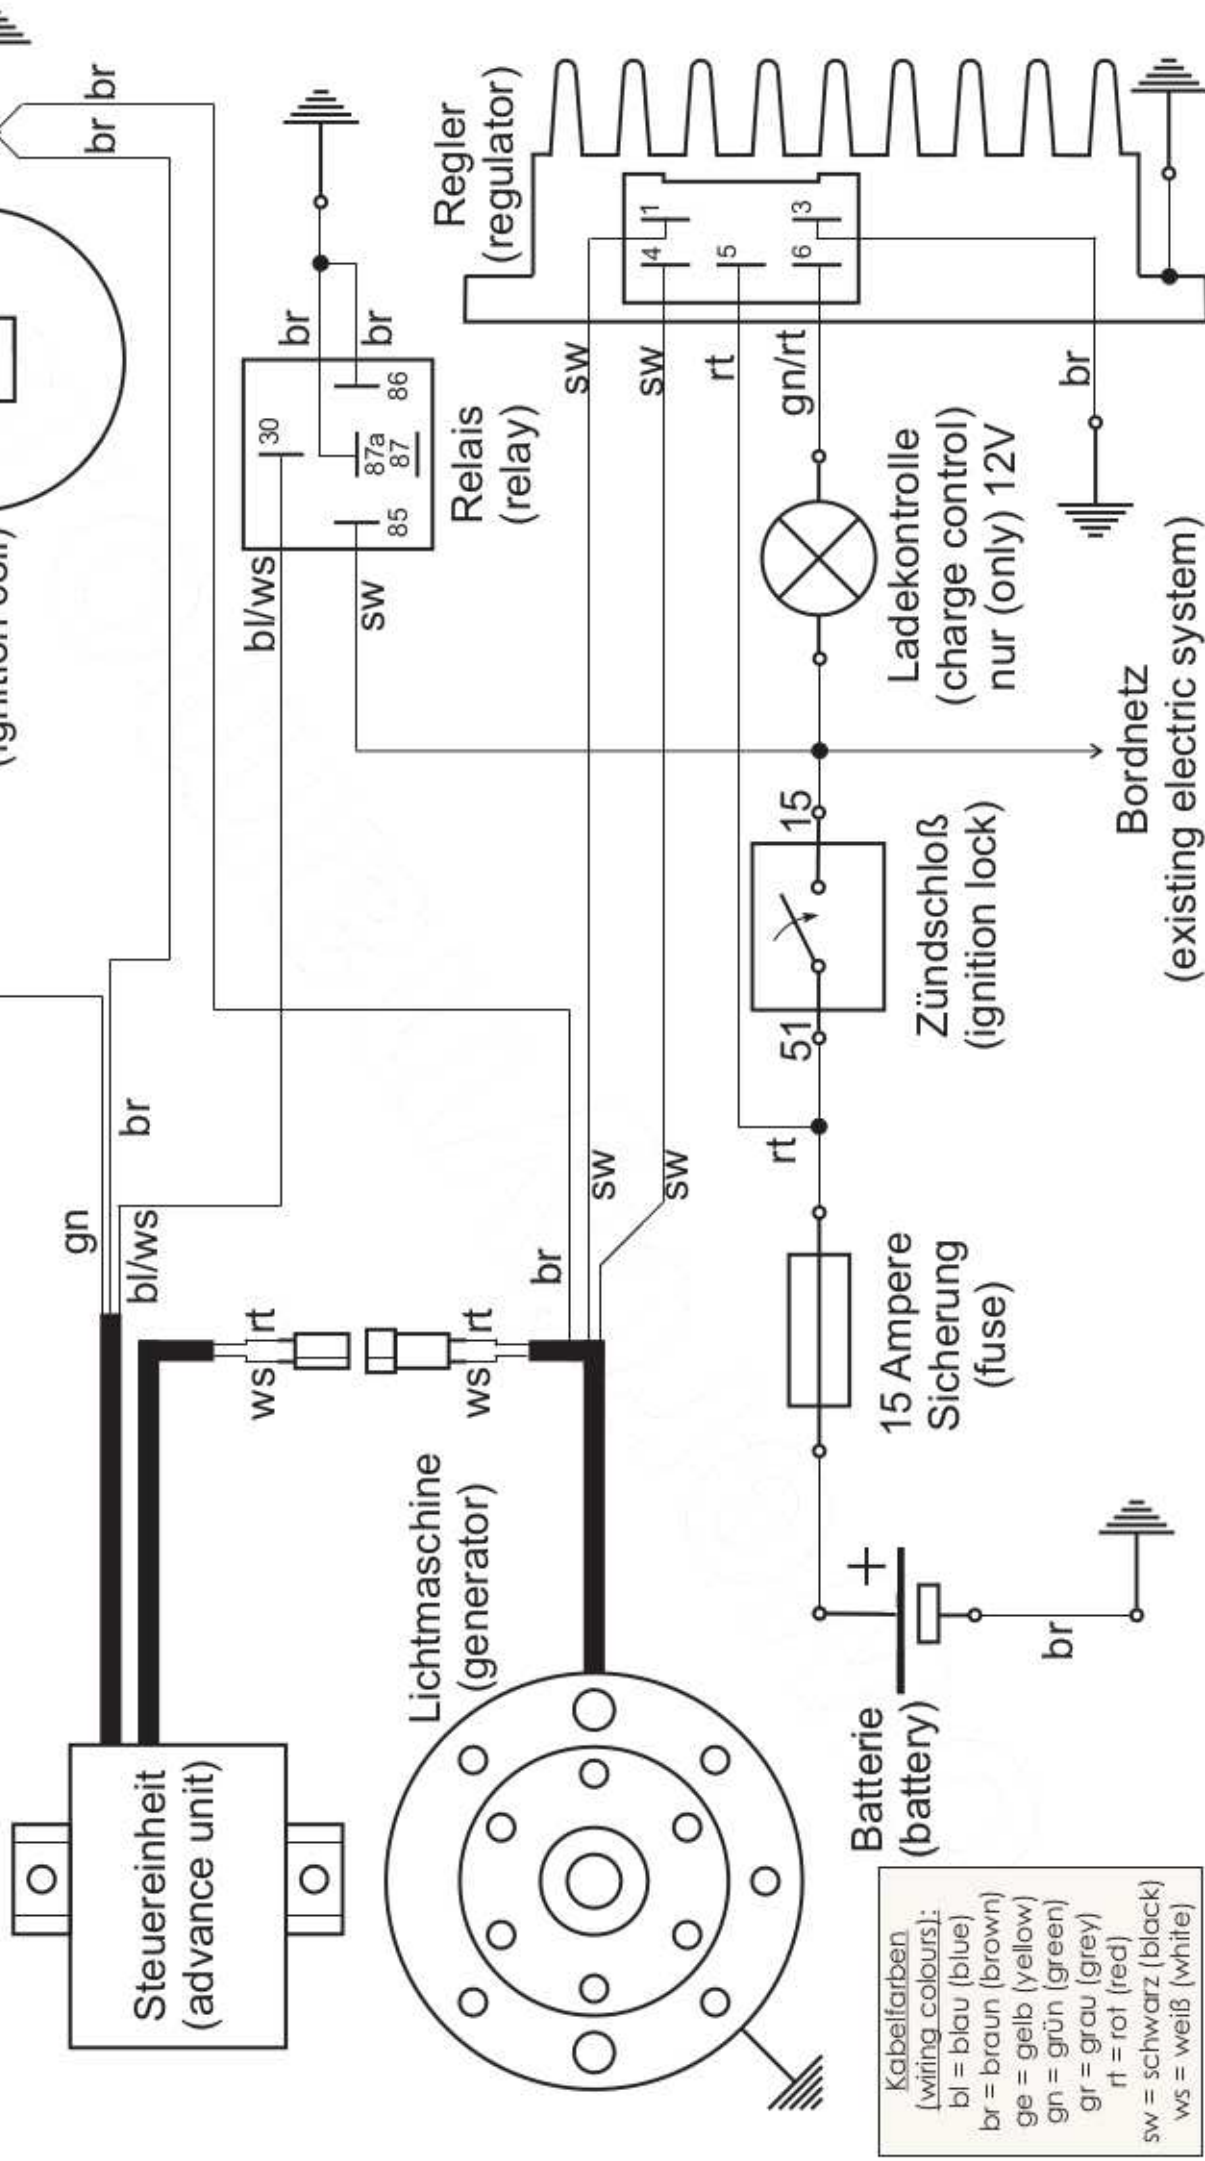 (ignition coil)
br
br
gn
br
bl/ws
bl/ws
sw
br
br
30
87a
87
86
85
Relais
(relay)
Steuereinheit
(advance unit)
ws
rt
ws
rt
br
sw
sw
Lichtmaschine
(generator)
Regler
(regulator)
1
4
5
3
6
sw
sw
rt
gn/rt
br
Ladekontrolle
(charge control)
nur (only) 12V
51
15
Zündschloß
(ignition lock)
Bordnetz
(existing electric system)
rt
15 Ampere
Sicherung
(fuse)
+
Batterie
(battery)
br
Kabelfarben
(wiring colours):
bl = blau (blue)
br = braun (brown)
ge = gelb (yellow)
gn = grün (green)
gr = grau (grey)
rt = rot (red)
sw = schwarz (black)
ws = weiß (white)